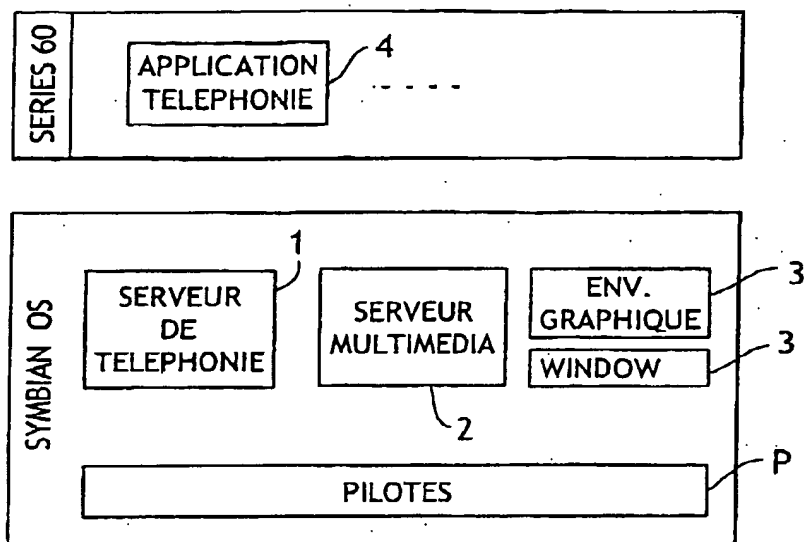 SERIES 60
APPLICATION
TELEPHONIE
4
SYMBIAN OS
1
SERVEUR
DE
TELEPHONIE
SERVEUR
MULTIMEDIA
2
ENV.
GRAPHIQUE
3
WINDOW
3
PILOTES
P